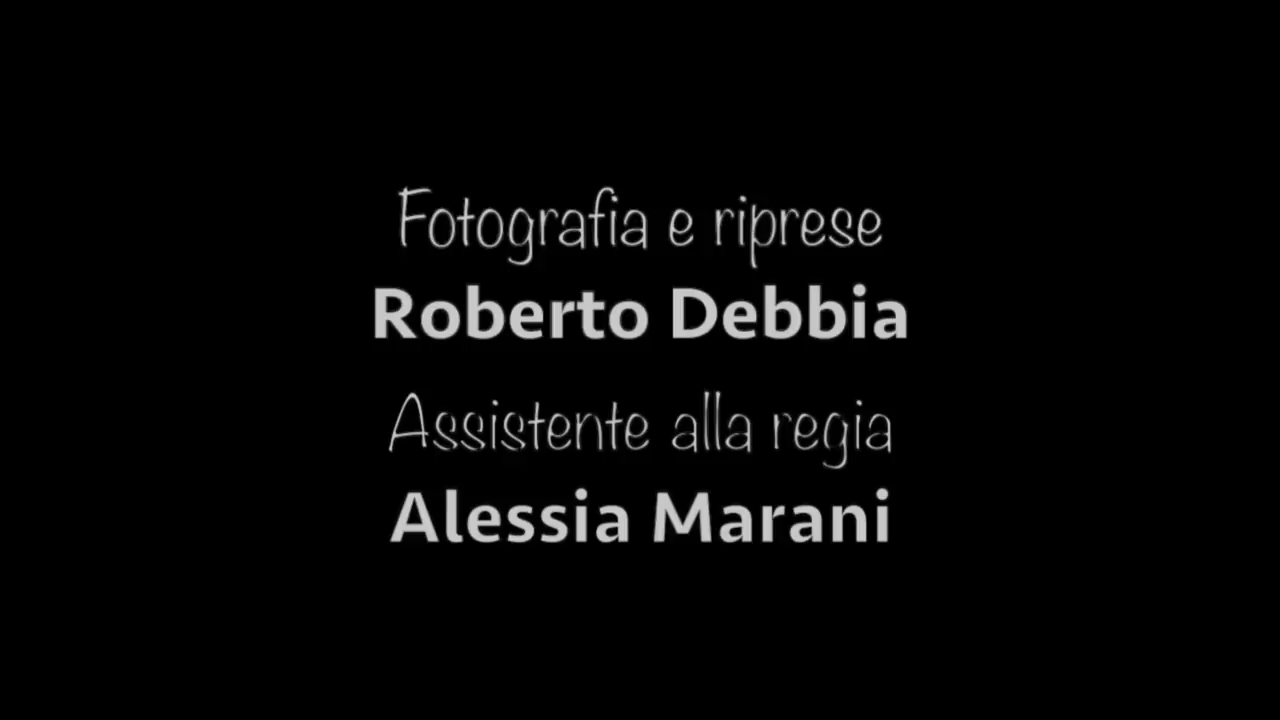 Fotografia e riprese
Roberto Debbia
Assistente alla regia
Alessia Marani